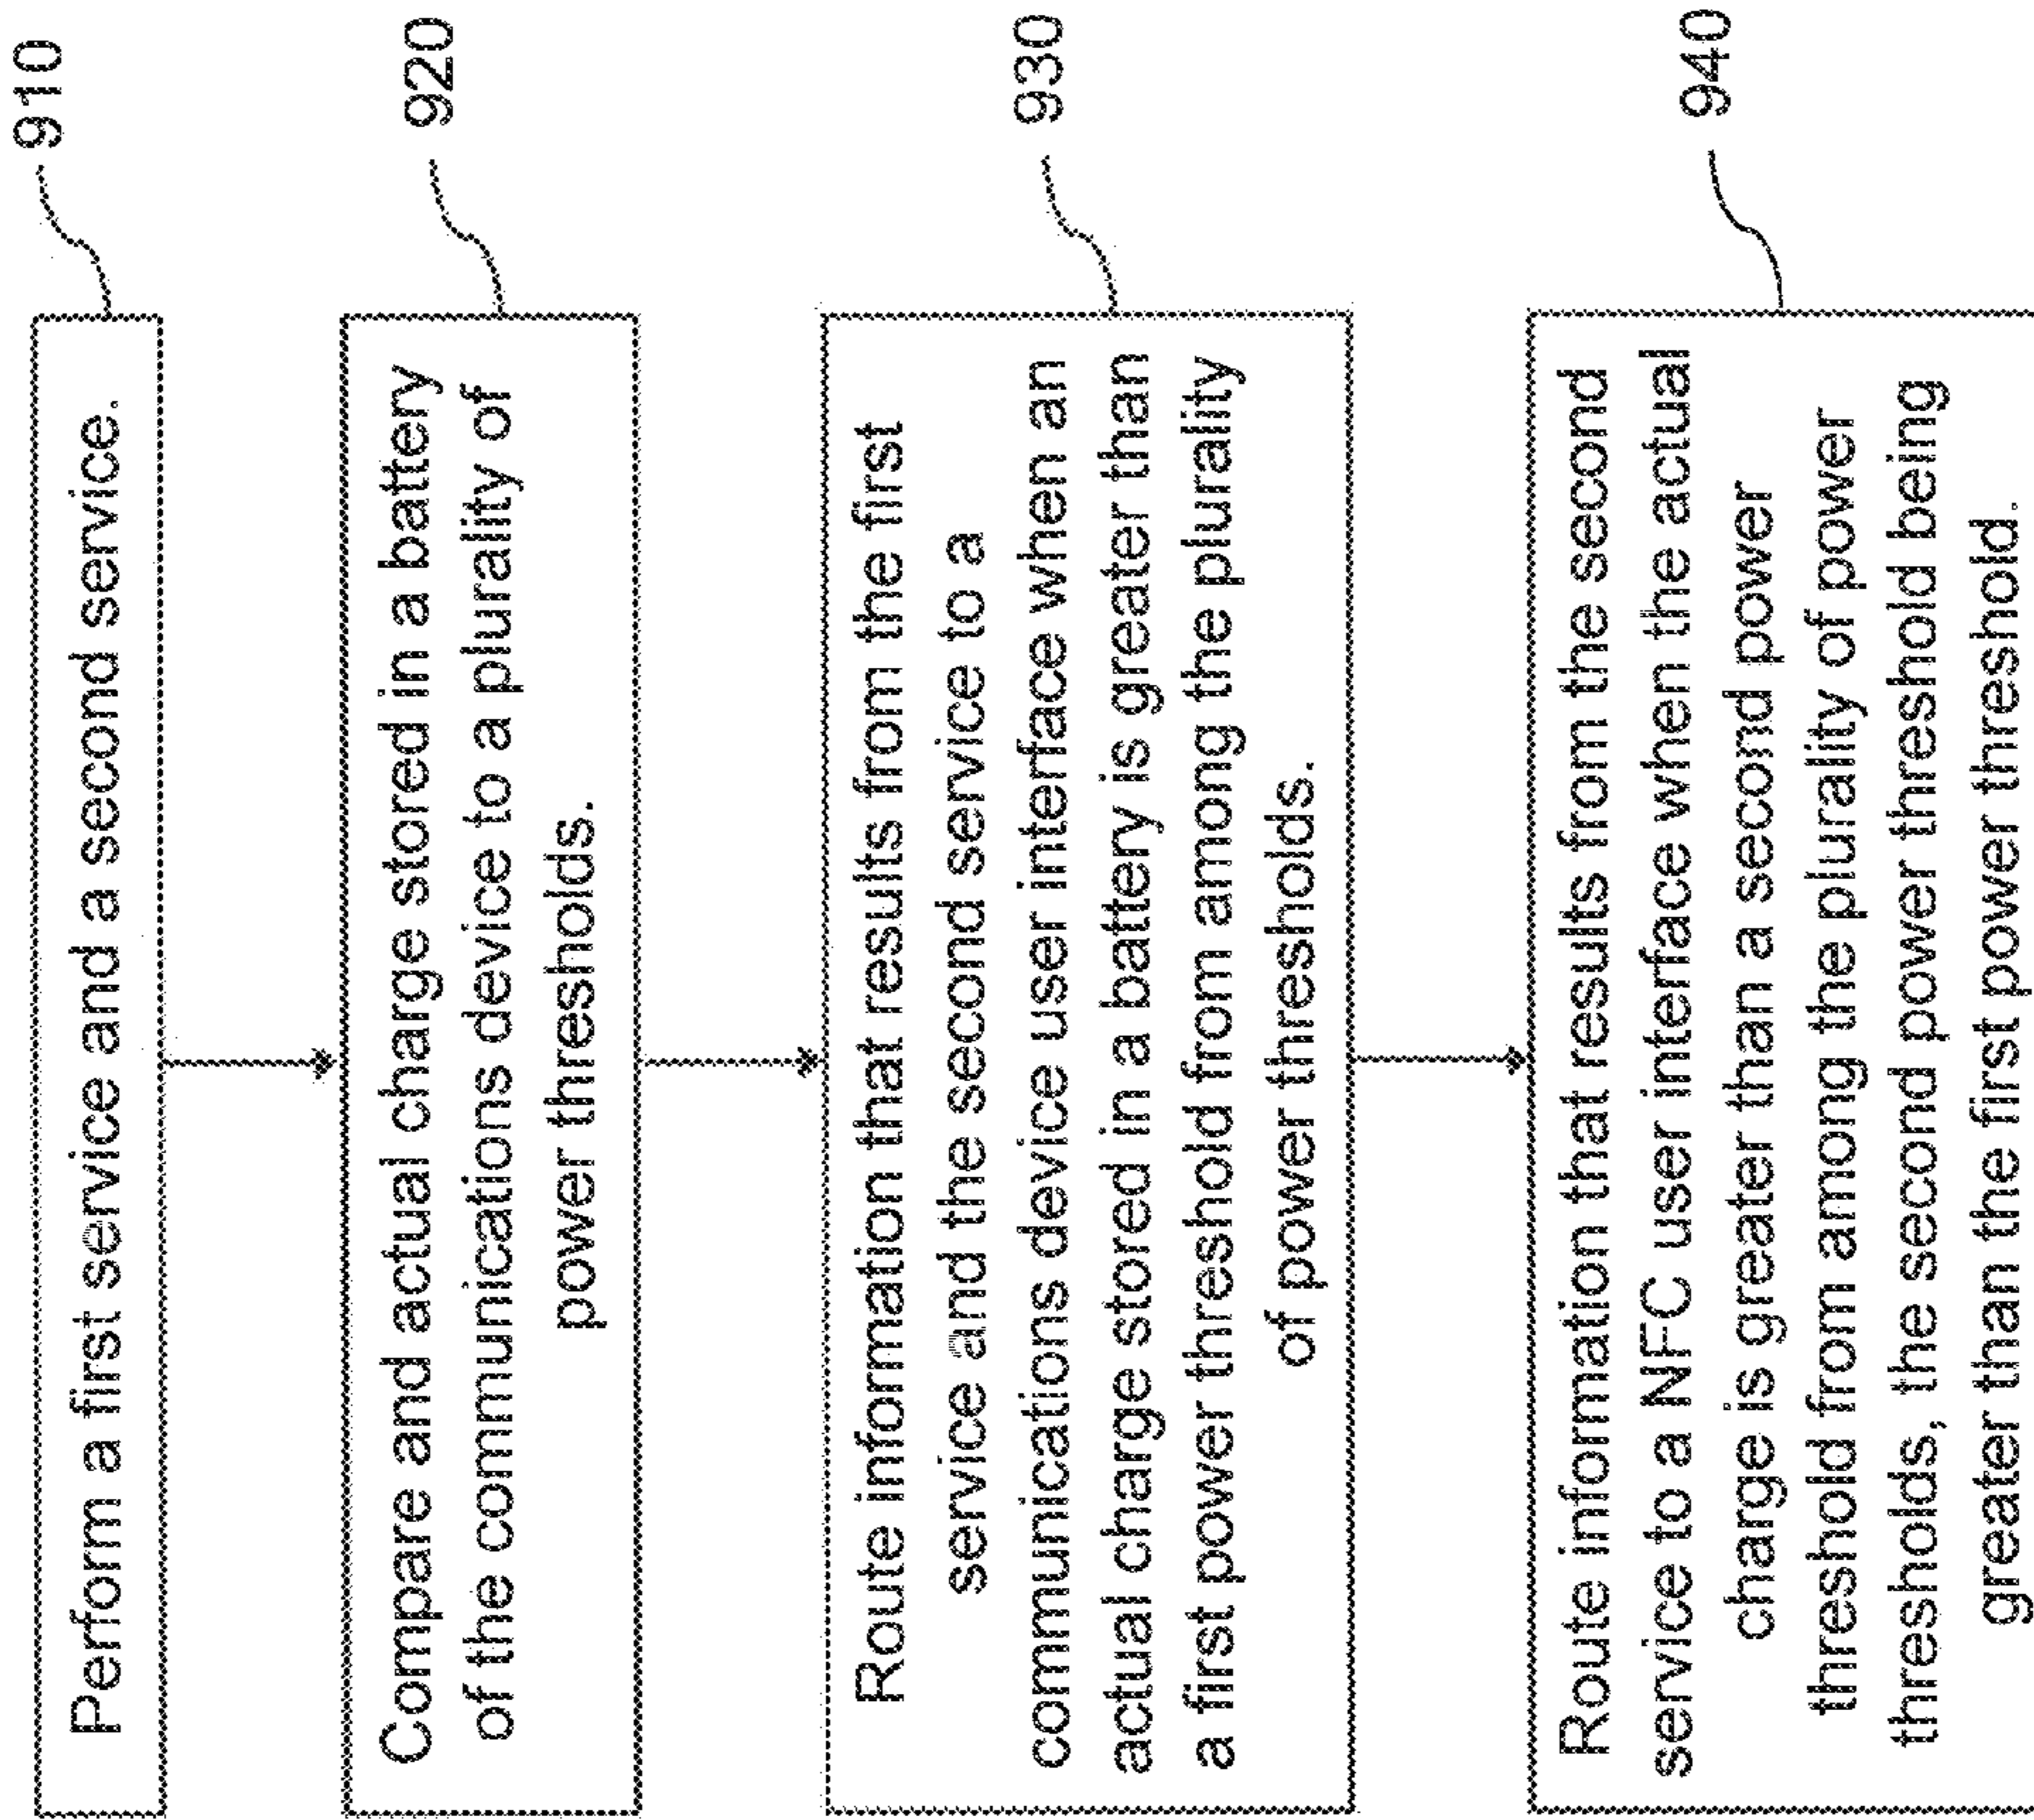 910
Perform a first service and a second service.
920
Compare and actual charge stored in a battery
of the communications device to a plurality of
power thresholds.
930
Route information that results from the first
service and the second service to a
communications device user interface when an
actual charge stored in a battery is greater than
a first power threshold from among the plurality
of power thresholds.
940
Route information that results from the second
service to a NFC user interface when the actual
charge is greater than a second power
threshold from among the plurality of power
thresholds, the second power threshold being
greater than the first power threshold.